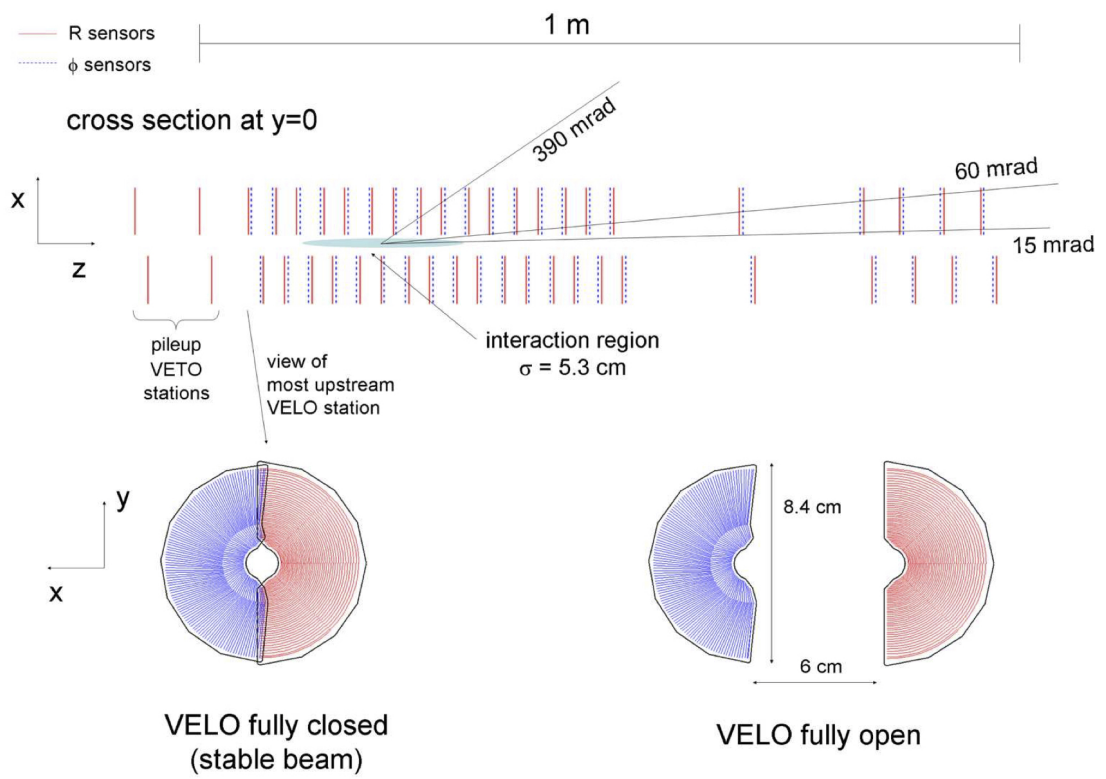 1 m
R sensors
ϕ sensors
cross section at y=0
390 mrad
60 mrad
15 mrad
x
z
interaction region
σ = 5.3 cm
pileup
VETO
stations
view of
most upstream
VELO station
y
x
8.4 cm
6 cm
VELO fully closed
(stable beam)
VELO fully open